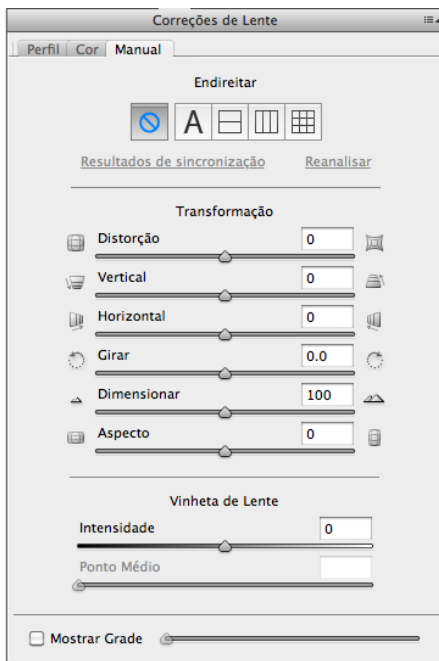 Correções de Lente
Perfil Cor Manual
Endireitar
A
Resultados de sincronização Reanalisar
Transformação
Distorção 0
Vertical 0
Horizontal 0
Girar 0.0
Dimensionar 100
Aspecto 0
Vinheta de Lente
Intensidade 0
Ponto Médio
Mostrar Grade